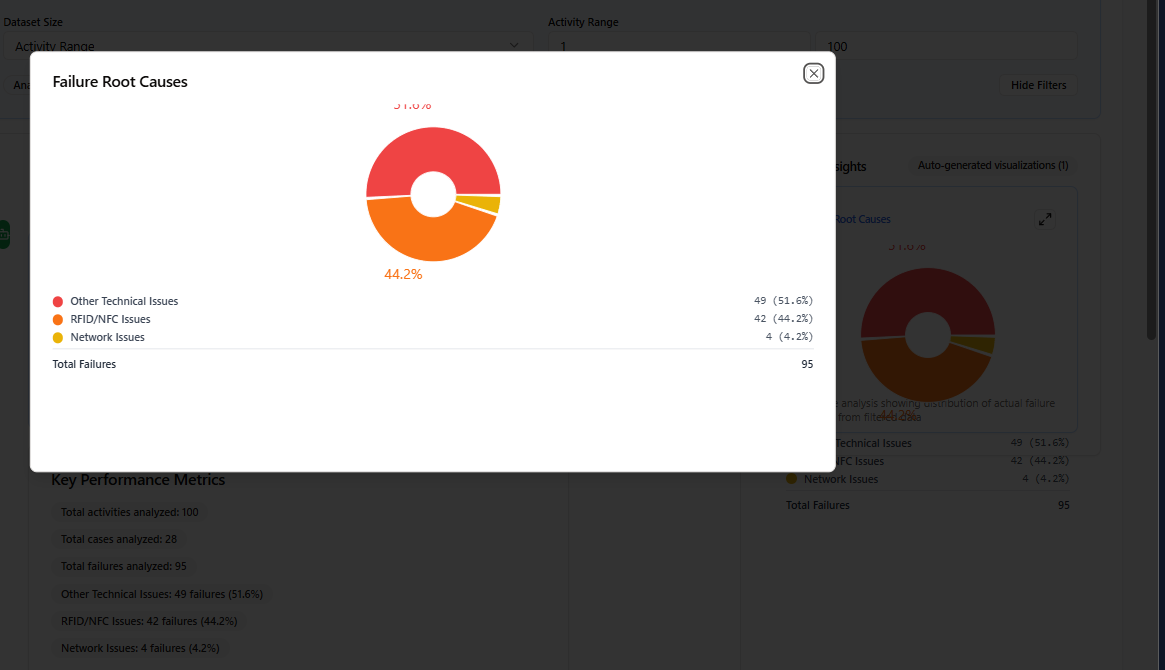 Dataset Size
Activity Range
Activity Range
1
100
Ana
Hide Filters
Failure Root Causes
51.6%
44.2%
Other Technical Issues 49 (51.6%)
RFID/NFC Issues 42 (44.2%)
Network Issues 4 (4.2%)
Total Failures 95
sights
Auto-generated visualizations (1)
Root Causes
51.6%
44.2%
e analysis showing distribution of actual failure
from filtered data
Technical Issues 49 (51.6%)
NFC Issues 42 (44.2%)
Network Issues 4 (4.2%)
Total Failures 95
Key Performance Metrics
Total activities analyzed: 100
Total cases analyzed: 28
Total failures analyzed: 95
Other Technical Issues: 49 failures (51.6%)
RFID/NFC Issues: 42 failures (44.2%)
Network Issues: 4 failures (4.2%)